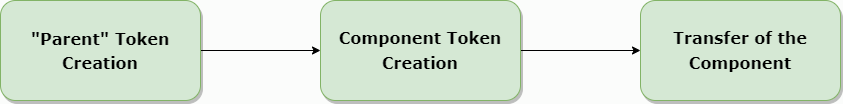 "Parent" Token
Creation
Component Token
Creation
Transfer of the
Component